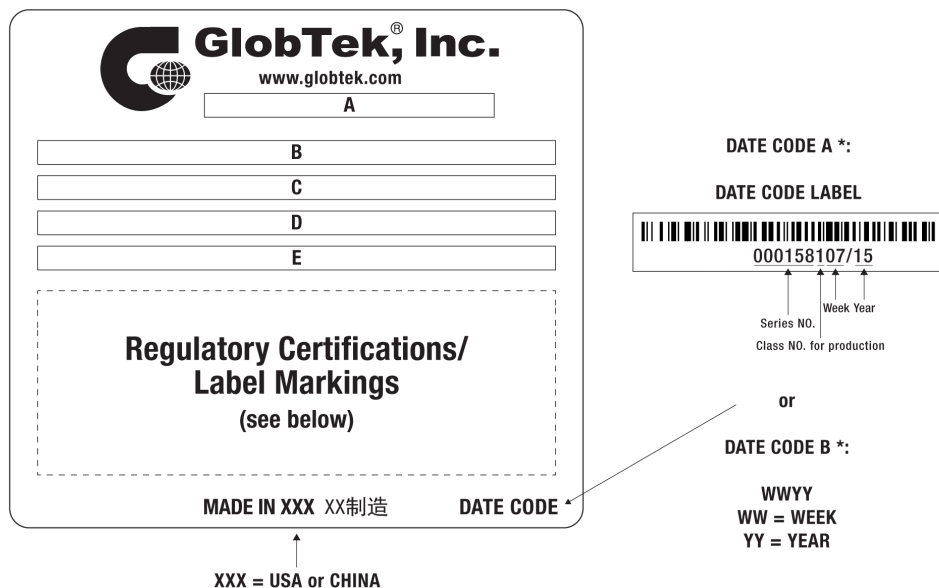 GlobTek, Inc.®
www.globtek.com
A
B
C
D
E
Regulatory Certifications/
Label Markings
(see below)
MADE IN XXX XX制造 DATE CODE
XXX = USA or CHINA
DATE CODE A *:
DATE CODE LABEL
000158107/15
Week Year
Series NO.
Class NO. for production
or
DATE CODE B *:
WWYY
WW = WEEK
YY = YEAR